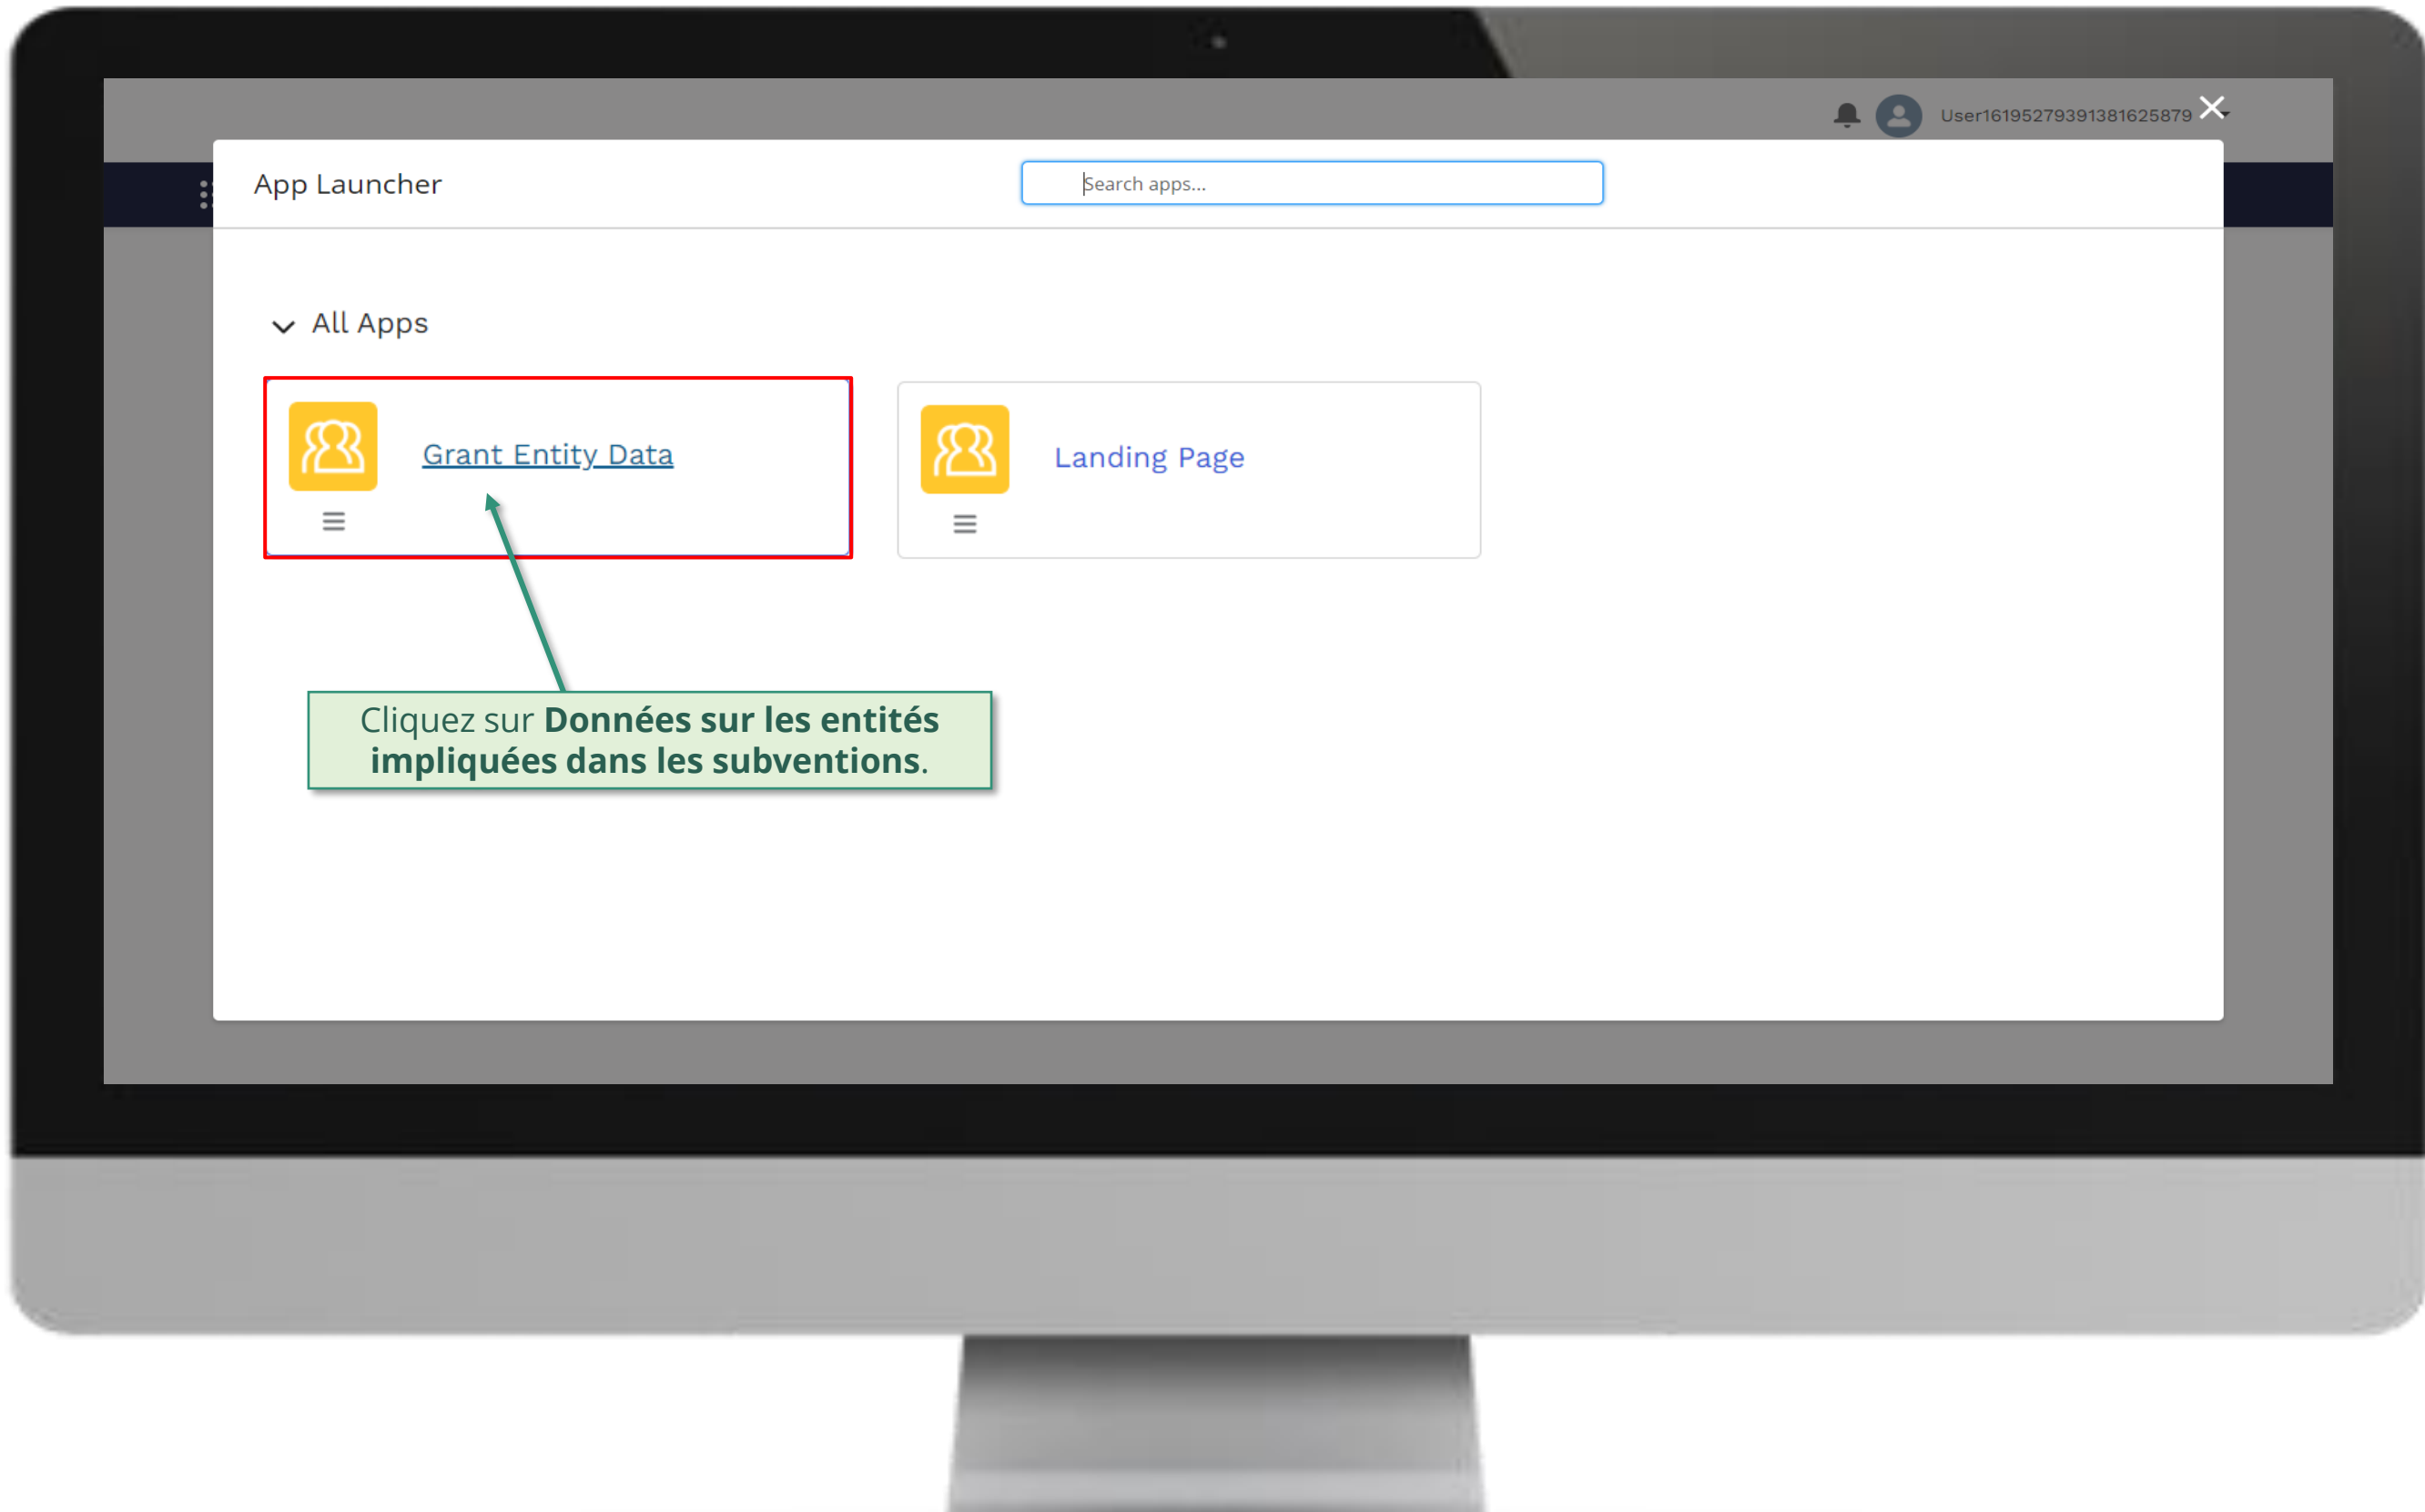 User16195279391381625879
App Launcher
Search apps...
All Apps
Grant Entity Data
Landing Page
Cliquez sur Données sur les entités
impliquées dans les subventions.